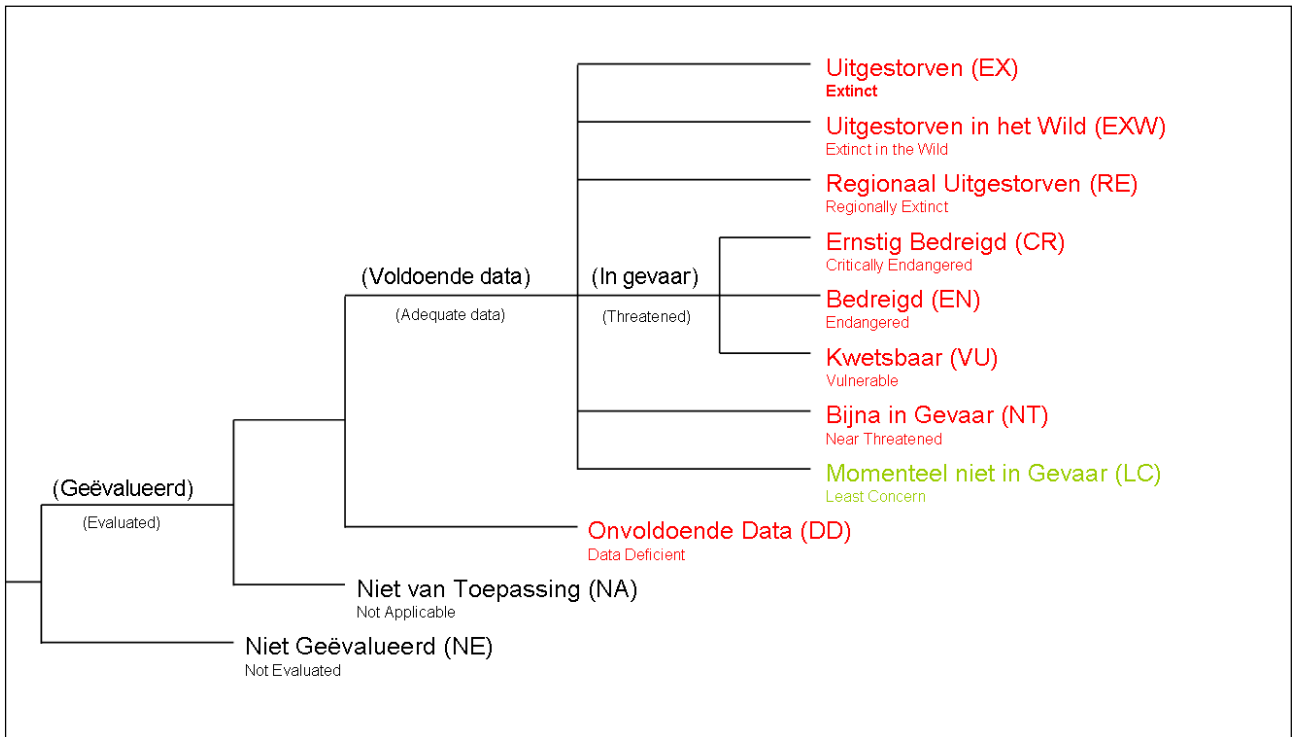 Uitgestorven (EX)
Extinct
Uitgestorven in het Wild (EXW)
Extinct in the Wild
Regionaal Uitgestorven (RE)
Regionally Extinct
Ernstig Bedreigd (CR)
Critically Endangered
(Voldoende data)
(Adequate data)
(In gevaar)
(Threatened)
Bedreigd (EN)
Endangered
Kwetsbaar (VU)
Vulnerable
Bijna in Gevaar (NT)
Near Threatened
Momenteel niet in Gevaar (LC)
Least Concern
(Geëvalueerd)
(Evaluated)
Onvoldoende Data (DD)
Data Deficient
Niet van Toepassing (NA)
Not Applicable
Niet Geëvalueerd (NE)
Not Evaluated